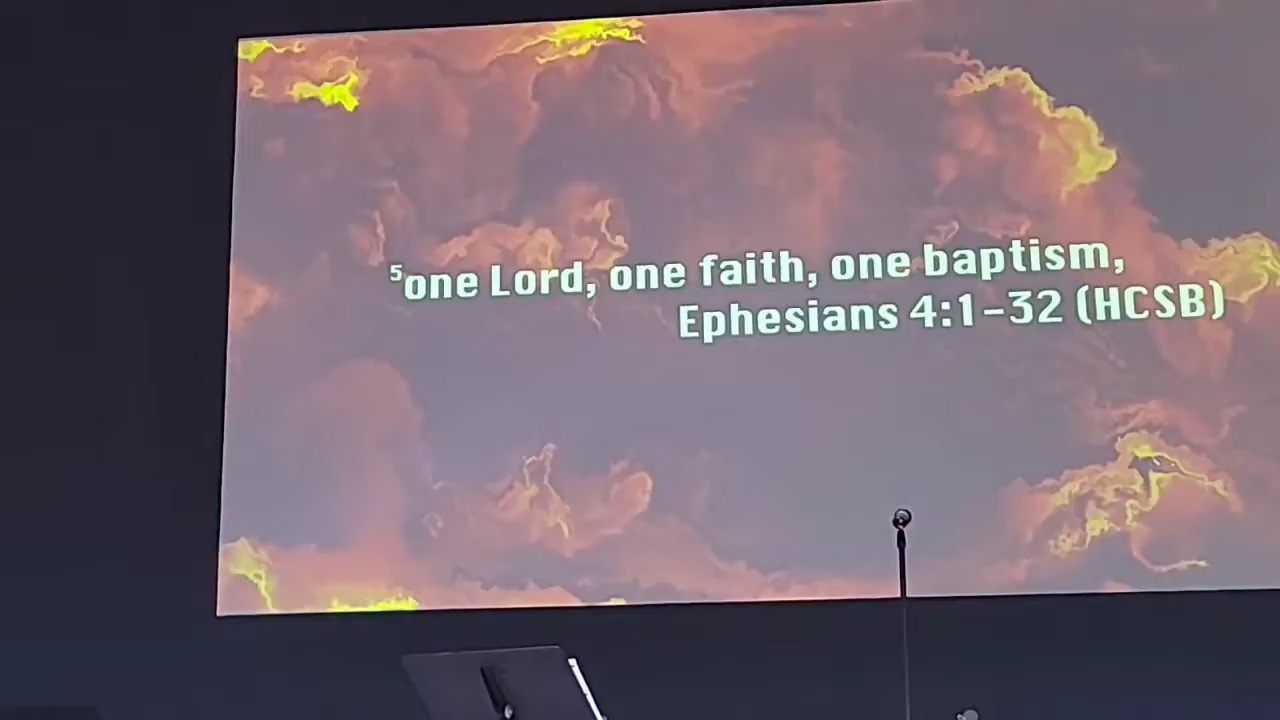 ⁵one Lord, one faith, one baptism,
Ephesians 4:1–32 (HCSB)